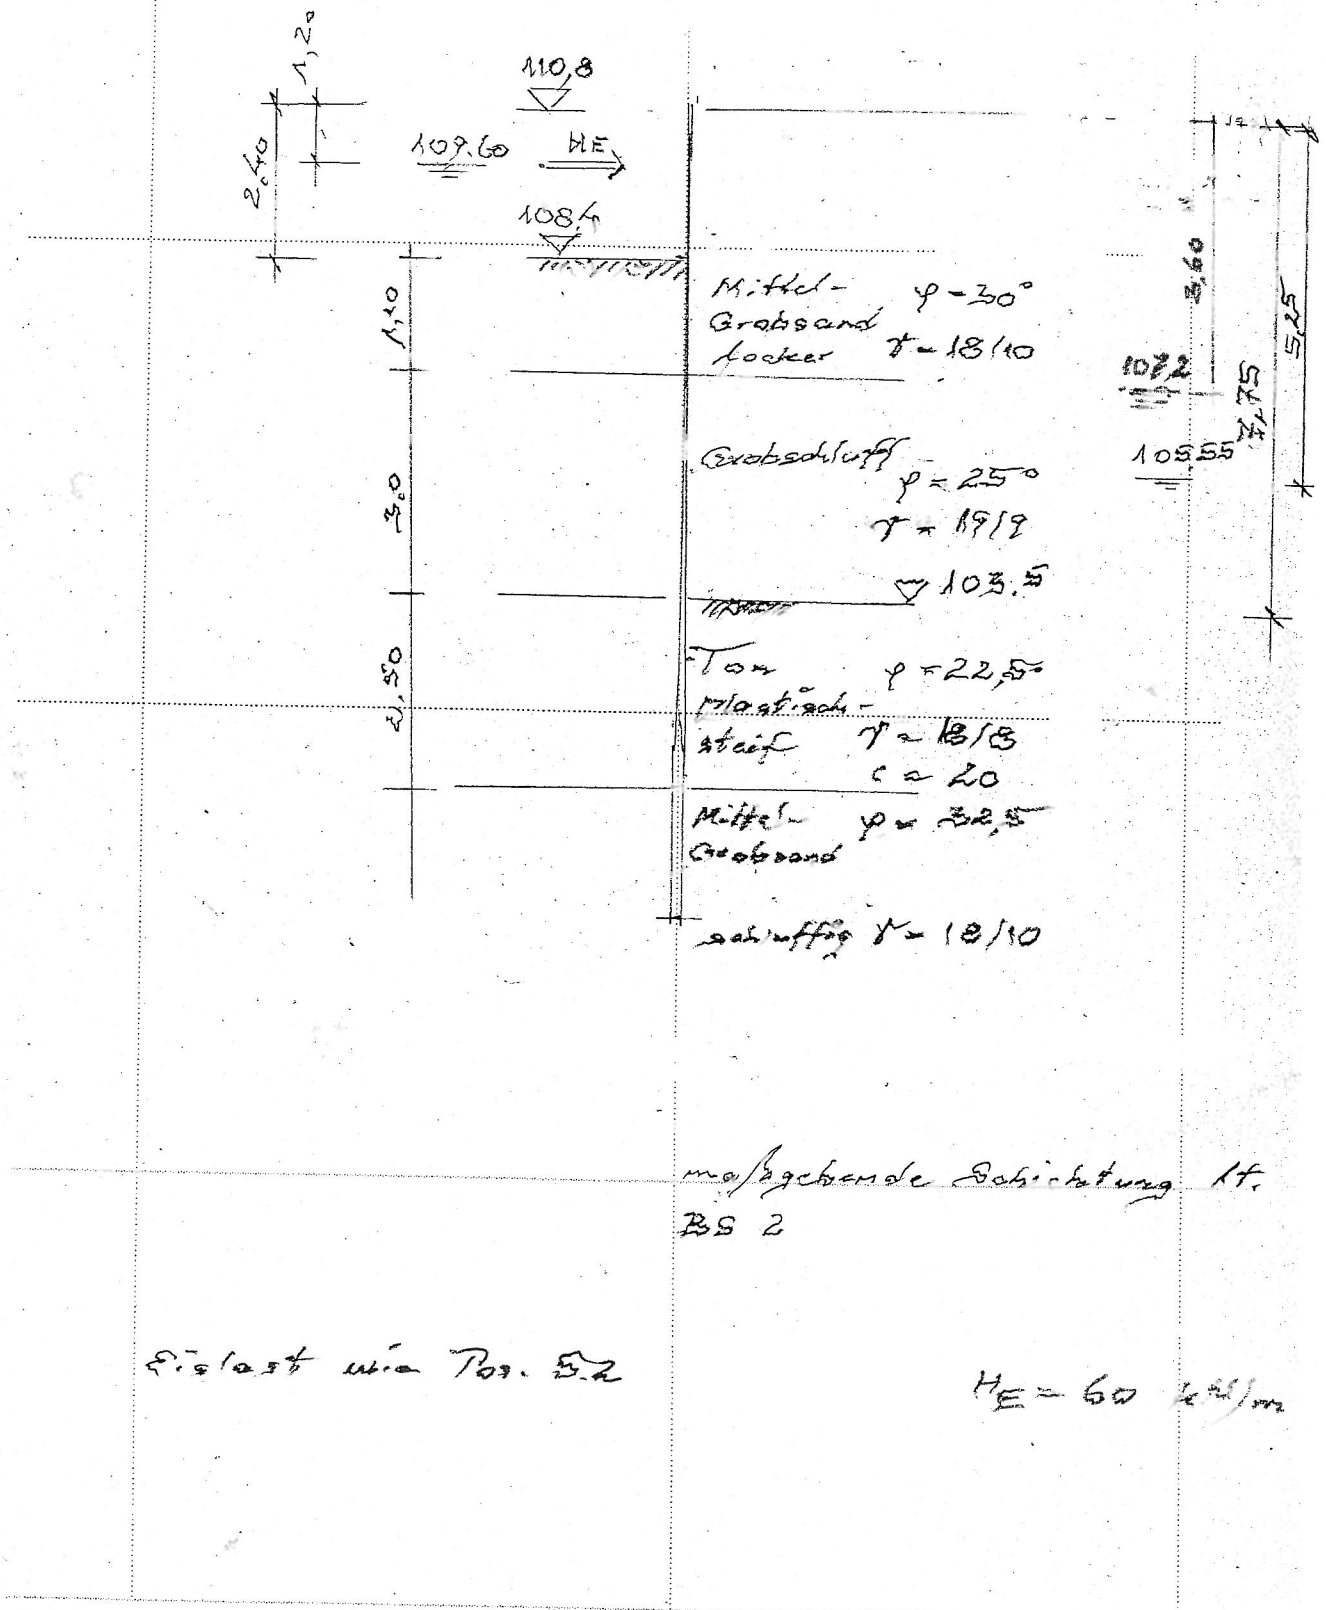 1,20
110,8
2,40
109.60 HE
108,4
1,20
Mittel- φ = 30°
Grobsand
locker γ = 18/10
3,60
5,25
107,2
7,75
105,55
Grobschluff
φ = 25°
γ = 19/9
3,0
103.5
Ton φ = 22,5°
plastisch-
steif γ = 18/8
c = 20
2,50
Mittel- φ = 32,5
Grobsand
schluffig γ = 18/10
maßgebende Schichtung lt.
BS 2
Eislast wie Pos. 5.2
HE = 60 kN/m